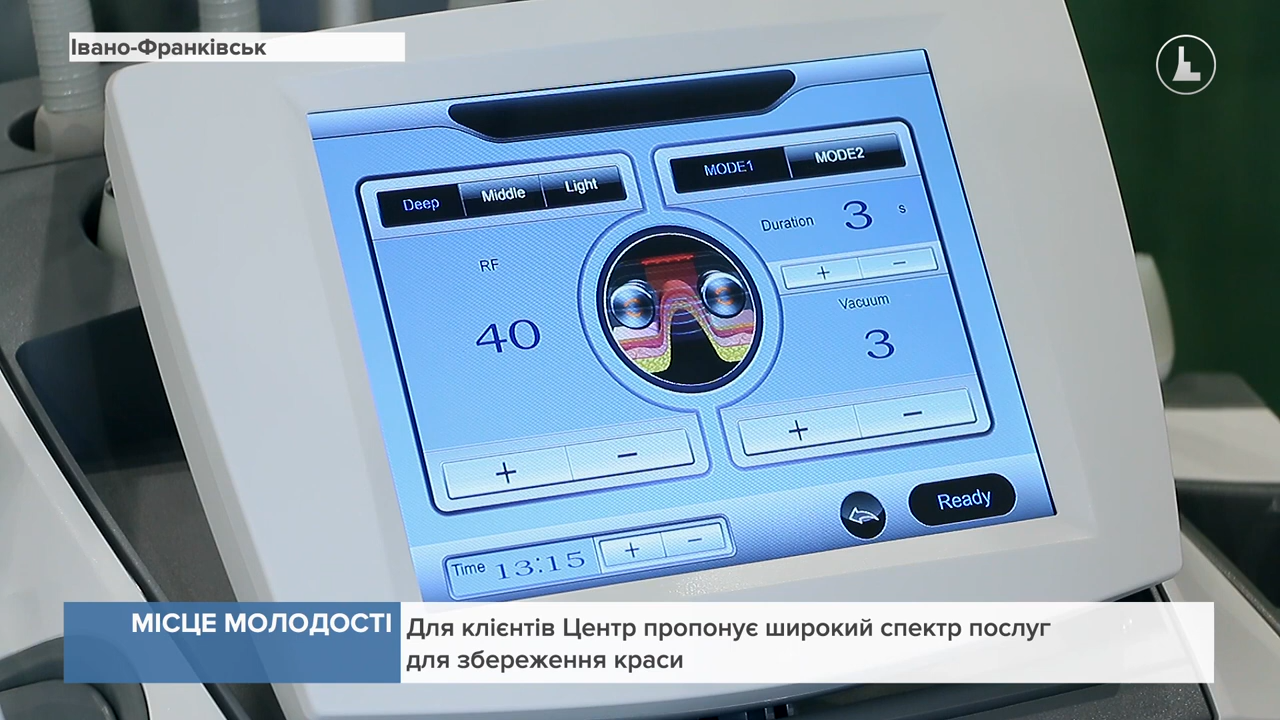 Івано-Франківськ
Deep Middle Light
MODE1 MODE2
RF
40
Duration 3 s
+ −
Vacuum
3
+ −
+ −
Time 13:15 + −
Ready
МІСЦЕ МОЛОДОСТІ
Для клієнтів Центр пропонує широкий спектр послуг
для збереження краси